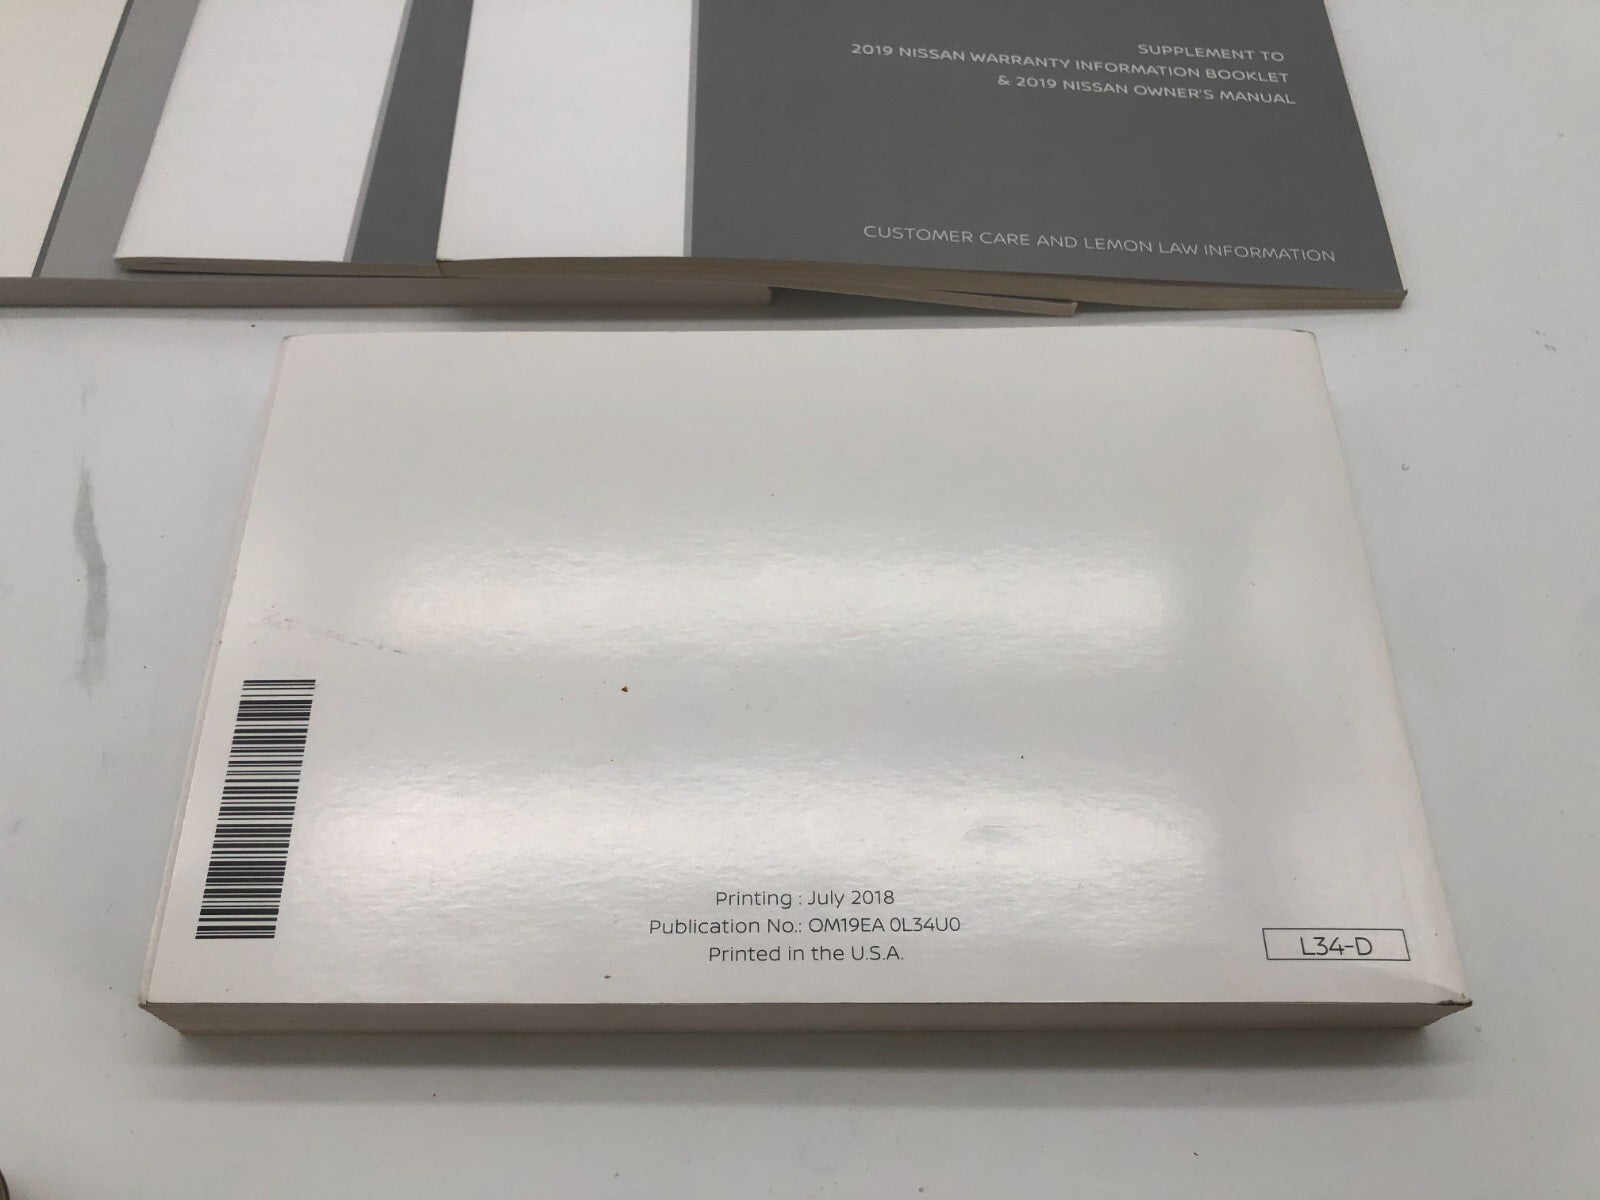 SUPPLEMENT TO
2019 NISSAN WARRANTY INFORMATION BOOKLET
& 2019 NISSAN OWNER'S MANUAL
CUSTOMER CARE AND LEMON LAW INFORMATION
Printing : July 2018
Publication No.: OM19EA 0L34U0
Printed in the U.S.A.
L34-D